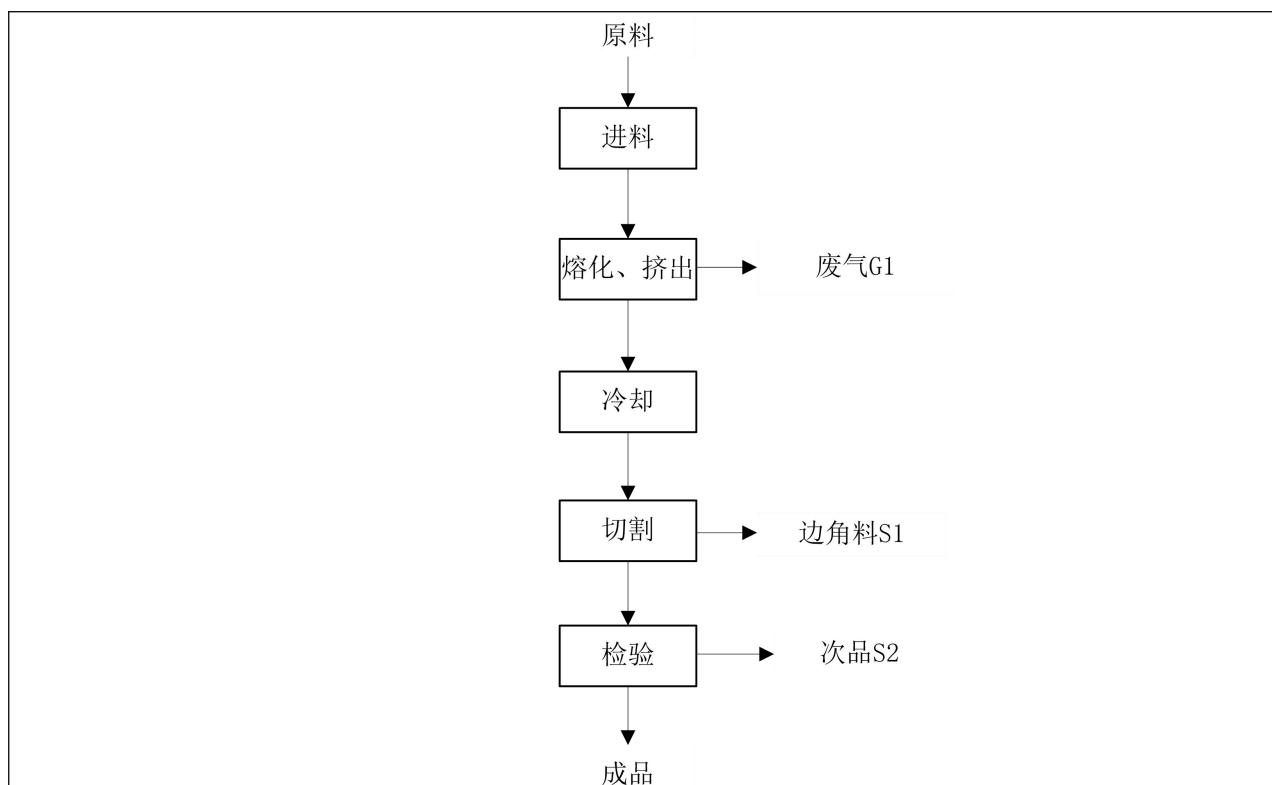 原料
进料
熔化、挤出
废气G1
冷却
切割
边角料S1
检验
次品S2
成品